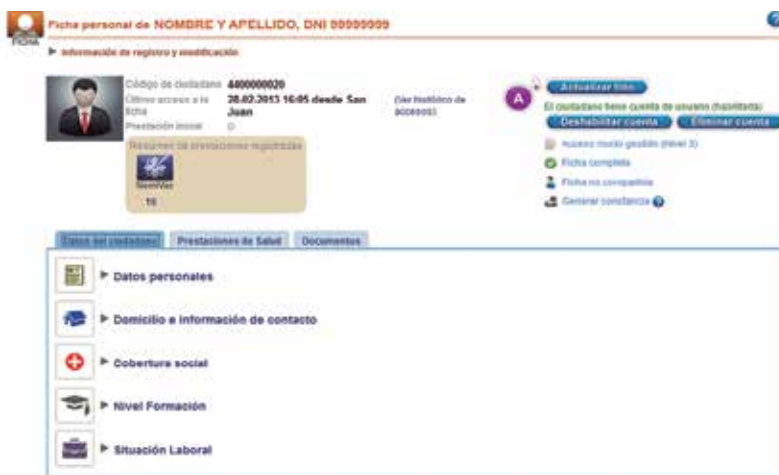 Ficha personal de NOMBRE Y APELLIDO, DNI 99999999
FICHA
Información de registro y modificación
Código de ciudadano 4400000020
Último acceso a la ficha 28.02.2013 16:05 desde San Juan
(Ver histórico de accesos)
Prestación inicial 0
Resumen de prestaciones registradas
10
A
Actualizar foto
El ciudadano tiene cuenta de usuario (habilitada)
Deshabilitar cuenta Eliminar cuenta
Acceso modo gestión (Nivel 3)
Ficha completa
Ficha no compartida
Generar constancia
Datos del ciudadano Prestaciones de Salud Documentos
Datos personales
Domicilio e información de contacto
Cobertura social
Nivel Formación
Situación Laboral